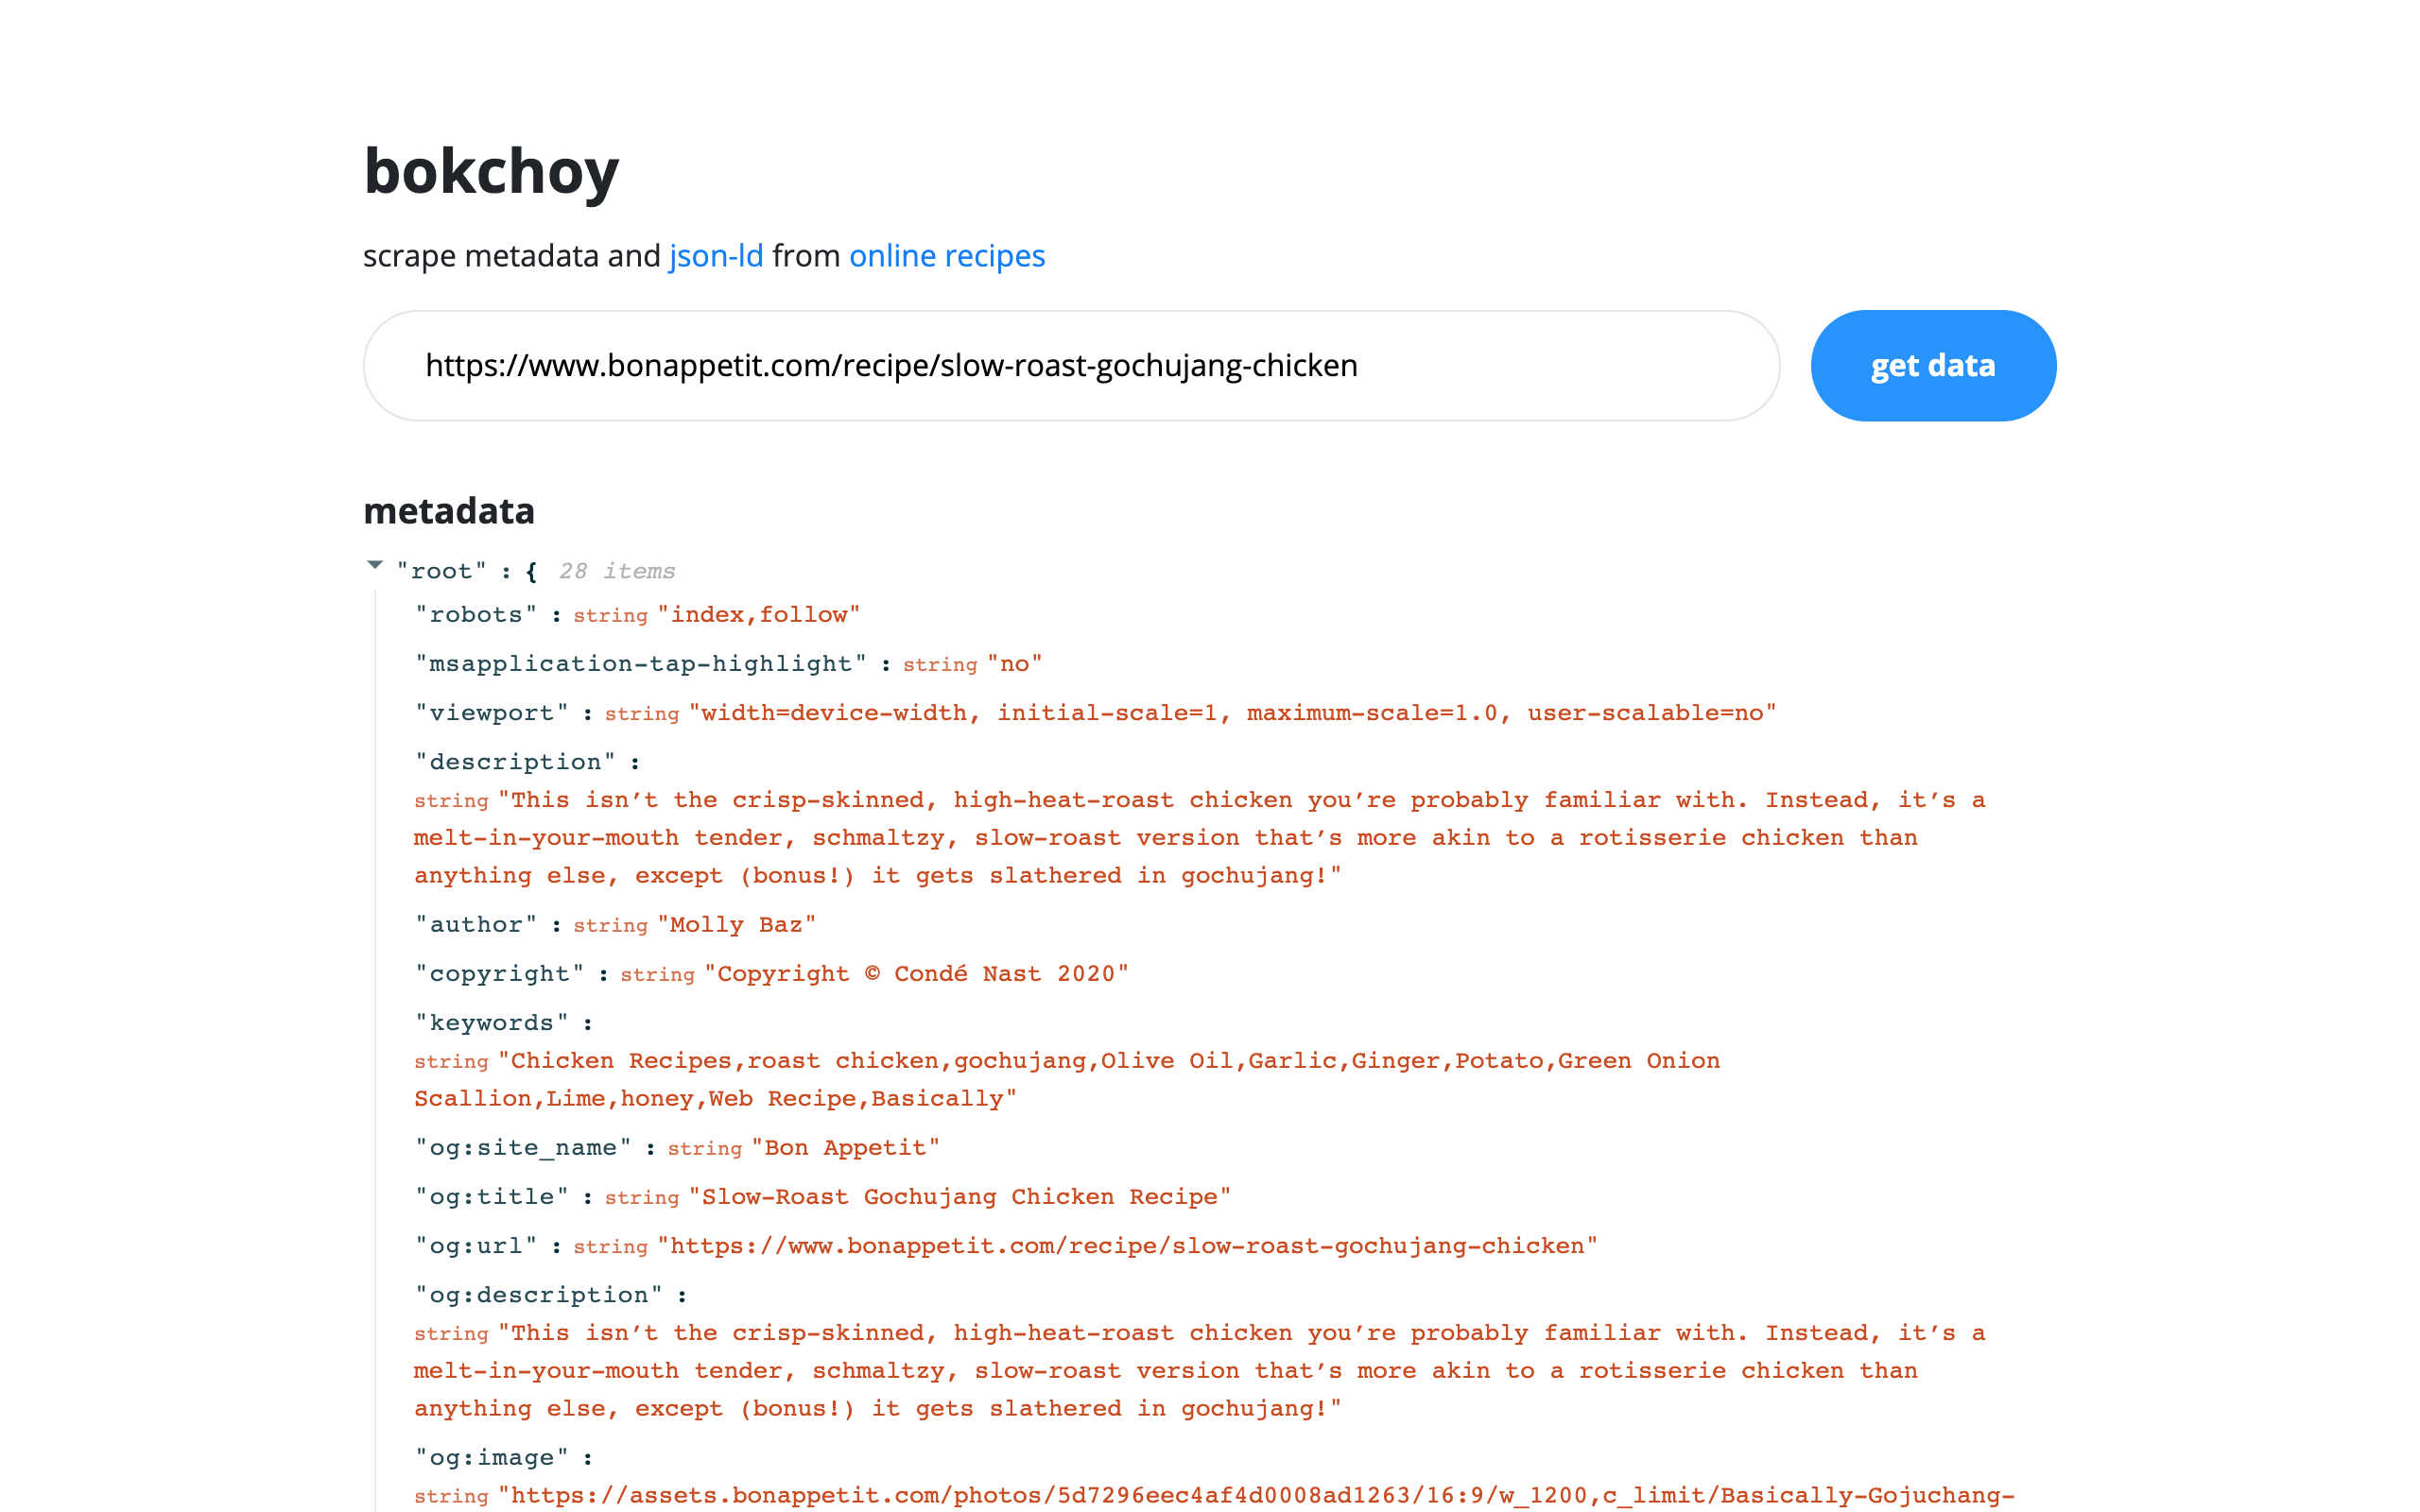 bokchoy
scrape metadata and json-ld from online recipes
https://www.bonappetit.com/recipe/slow-roast-gochujang-chicken
get data
metadata
"root" : { 28 items
"robots" : string "index,follow"
"msapplication-tap-highlight" : string "no"
"viewport" : string "width=device-width, initial-scale=1, maximum-scale=1.0, user-scalable=no"
"description" :
string "This isn’t the crisp-skinned, high-heat-roast chicken you’re probably familiar with. Instead, it’s a
melt-in-your-mouth tender, schmaltzy, slow-roast version that’s more akin to a rotisserie chicken than
anything else, except (bonus!) it gets slathered in gochujang!"
"author" : string "Molly Baz"
"copyright" : string "Copyright © Condé Nast 2020"
"keywords" :
string "Chicken Recipes,roast chicken,gochujang,Olive Oil,Garlic,Ginger,Potato,Green Onion
Scallion,Lime,honey,Web Recipe,Basically"
"og:site_name" : string "Bon Appetit"
"og:title" : string "Slow-Roast Gochujang Chicken Recipe"
"og:url" : string "https://www.bonappetit.com/recipe/slow-roast-gochujang-chicken"
"og:description" :
string "This isn’t the crisp-skinned, high-heat-roast chicken you’re probably familiar with. Instead, it’s a
melt-in-your-mouth tender, schmaltzy, slow-roast version that’s more akin to a rotisserie chicken than
anything else, except (bonus!) it gets slathered in gochujang!"
"og:image" :
string "https://assets.bonappetit.com/photos/5d7296eec4af4d0008ad1263/16:9/w_1200,c_limit/Basically-Gojuchang-